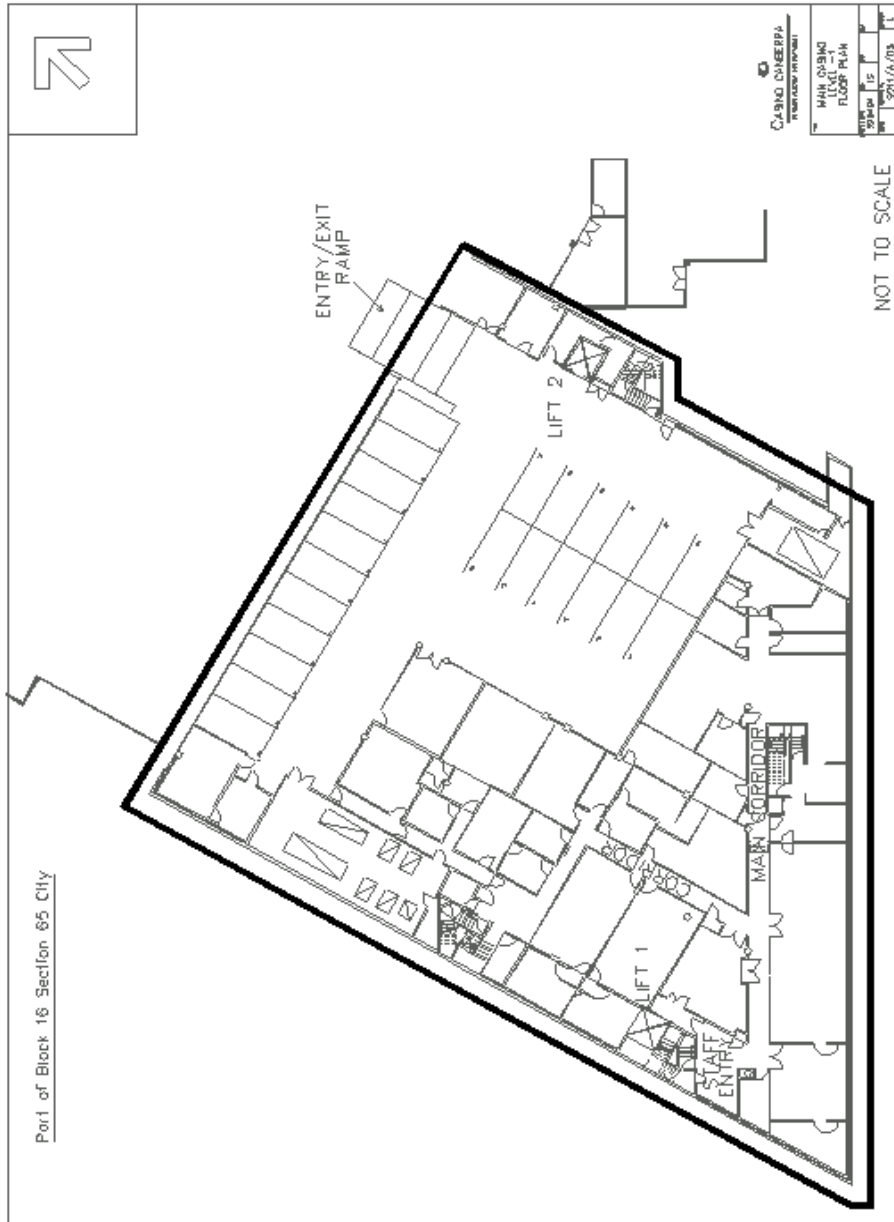 Part of Block 16 Section 65 City
ENTRY/EXIT
RAMP
LIFT 2
LIFT 1
STAFF
ENTRY
MAIN CORRIDOR
CASINO CANBERRA
MAIN CASINO
LEVEL -1
FLOOR PLAN
NOT TO SCALE